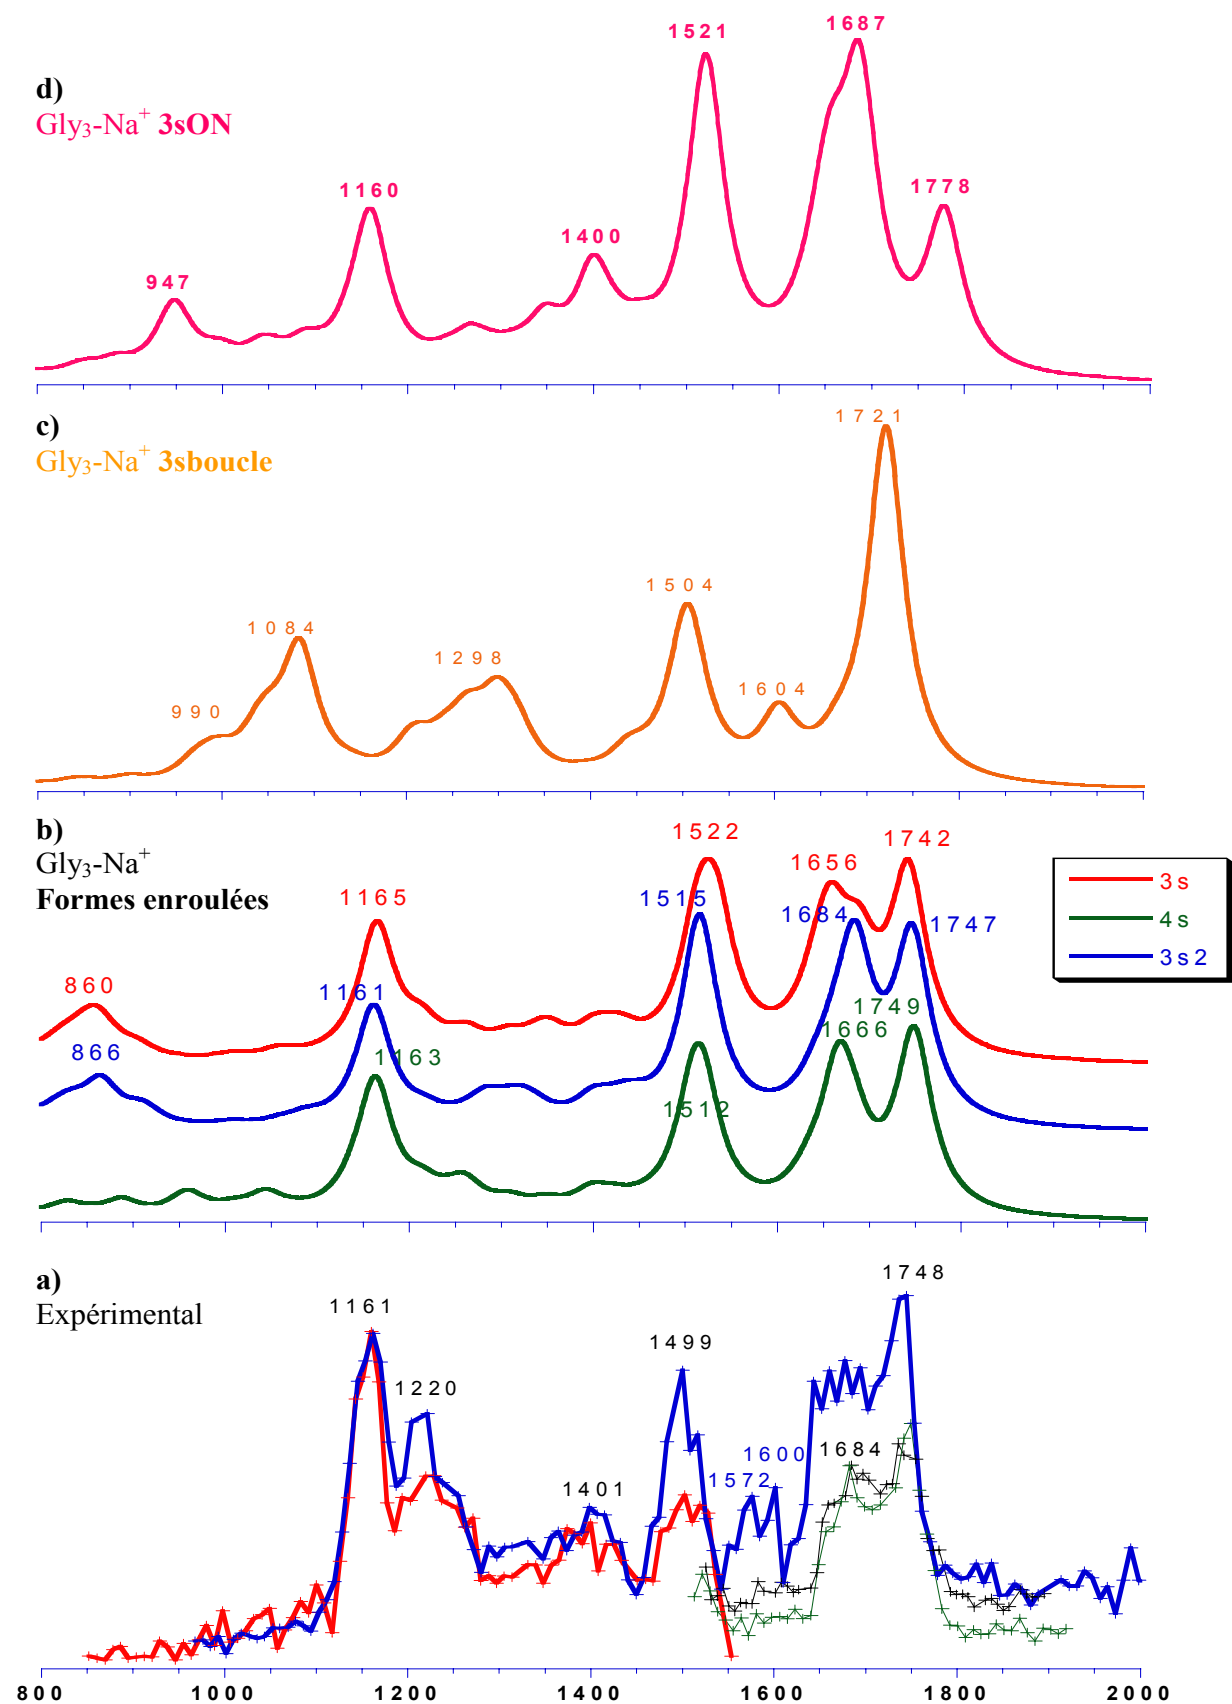 1521
1687
d)
Gly₃-Na⁺ 3sON
1160
1778
1400
947
c)
1721
Gly₃-Na⁺ 3sboucle
1504
1084
1298
1604
990
b)
1522
1742
Gly₃-Na⁺
1656
3s
Formes enroulées
1165
1515
1684
1747
4s
3s2
860
1161
1749
866
1163
1666
1512
a)
1748
Expérimental
1161
1499
1220
1684
1600
1572
1401
800 1000 1200 1400 1600 1800 2000